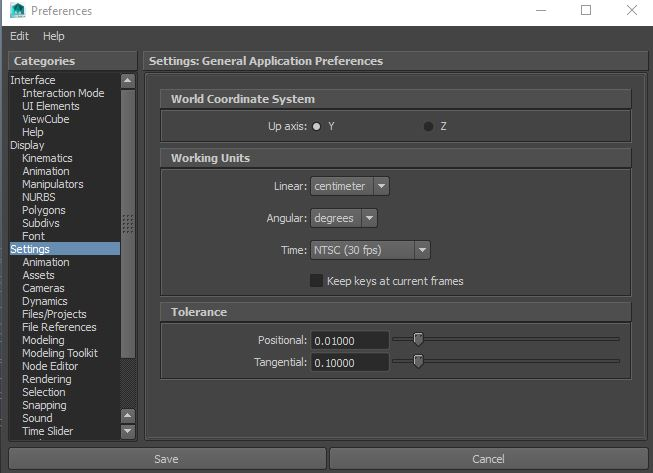 Preferences
Edit Help
Categories
Interface
Interaction Mode
UI Elements
ViewCube
Help
Display
Kinematics
Animation
Manipulators
NURBS
Polygons
Subdivs
Font
Settings
Animation
Assets
Cameras
Dynamics
Files/Projects
File References
Modeling
Modeling Toolkit
Node Editor
Rendering
Selection
Snapping
Sound
Time Slider
Settings: General Application Preferences
World Coordinate System
Up axis: Y Z
Working Units
Linear: centimeter
Angular: degrees
Time: NTSC (30 fps)
Keep keys at current frames
Tolerance
Positional: 0.01000
Tangential: 0.10000
Save Cancel